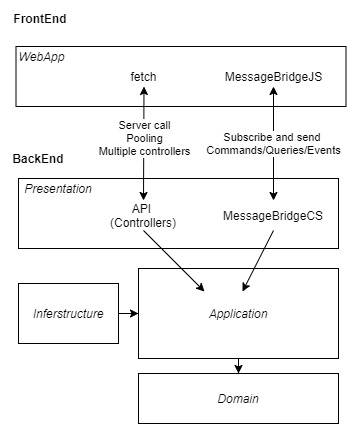 FrontEnd
WebApp
fetch
MessageBridgeJS
Server call
Pooling
Multiple controllers
Subscribe and send
Commands/Queries/Events
BackEnd
Presentation
API
(Controllers)
MessageBridgeCS
Inferstructure
Application
Domain